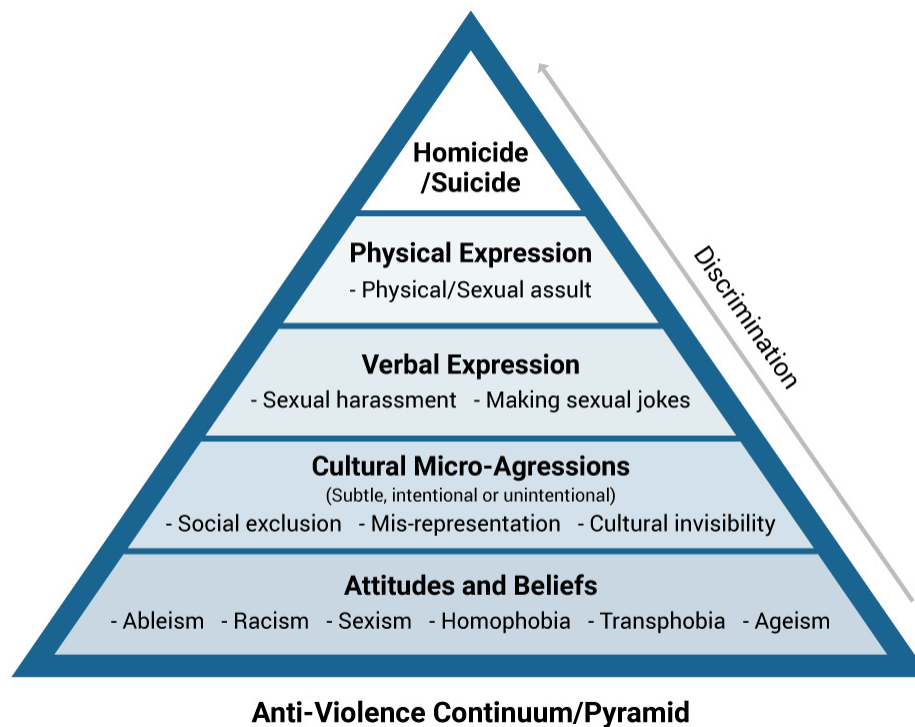 Homicide
/Suicide
Discrimination
Physical Expression
- Physical/Sexual assult
Verbal Expression
- Sexual harassment - Making sexual jokes
Cultural Micro-Agressions
(Subtle, intentional or unintentional)
- Social exclusion - Mis-representation - Cultural invisibility
Attitudes and Beliefs
- Ableism - Racism - Sexism - Homophobia - Transphobia - Ageism
Anti-Violence Continuum/Pyramid